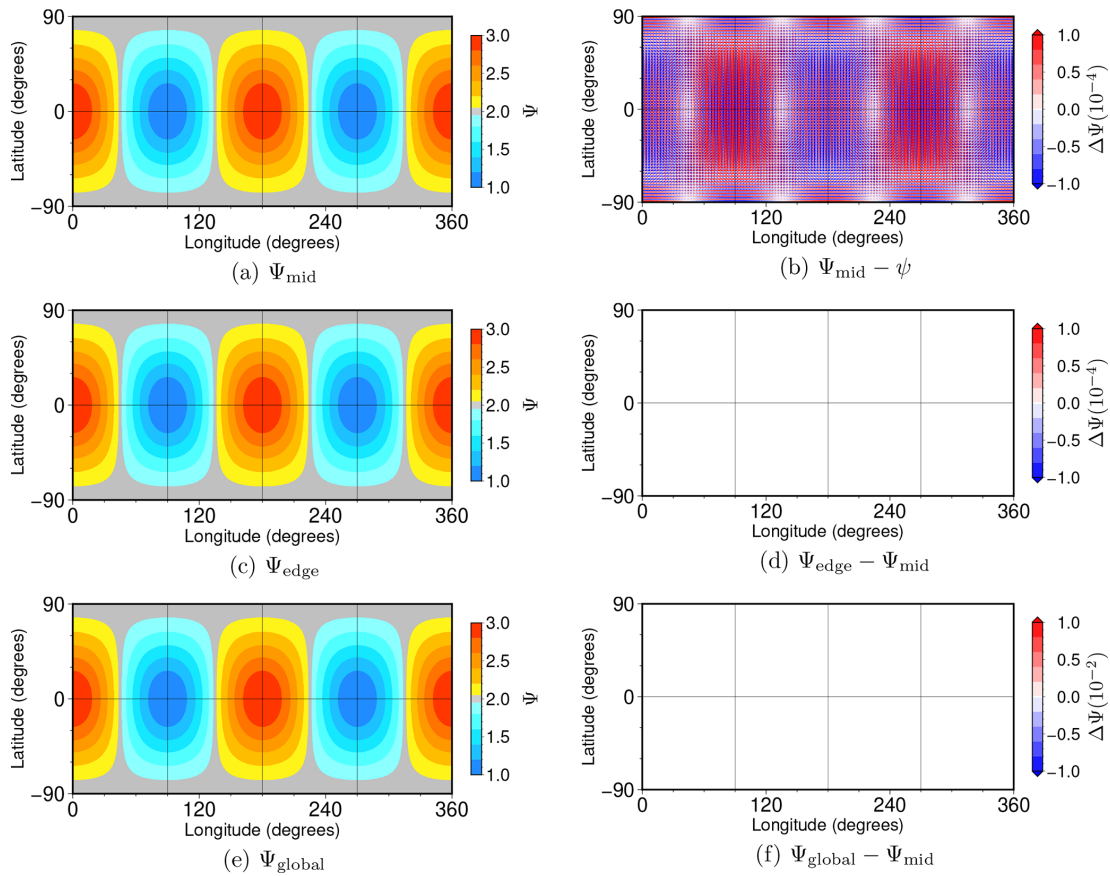 90
0
−90
Latitude (degrees)
0 120 240 360
Longitude (degrees)
3.0
2.5
2.0
1.5
1.0
Ψ
(a) Ψmid
90
0
−90
Latitude (degrees)
0 120 240 360
Longitude (degrees)
1.0
0.5
0.0
−0.5
−1.0
ΔΨ(10−4)
(b) Ψmid − ψ
90
0
−90
Latitude (degrees)
0 120 240 360
Longitude (degrees)
3.0
2.5
2.0
1.5
1.0
Ψ
(c) Ψedge
90
0
−90
Latitude (degrees)
0 120 240 360
Longitude (degrees)
1.0
0.5
0.0
−0.5
−1.0
ΔΨ(10−4)
(d) Ψedge − Ψmid
90
0
−90
Latitude (degrees)
0 120 240 360
Longitude (degrees)
3.0
2.5
2.0
1.5
1.0
Ψ
(e) Ψglobal
90
0
−90
Latitude (degrees)
0 120 240 360
Longitude (degrees)
1.0
0.5
0.0
−0.5
−1.0
ΔΨ(10−2)
(f) Ψglobal − Ψmid